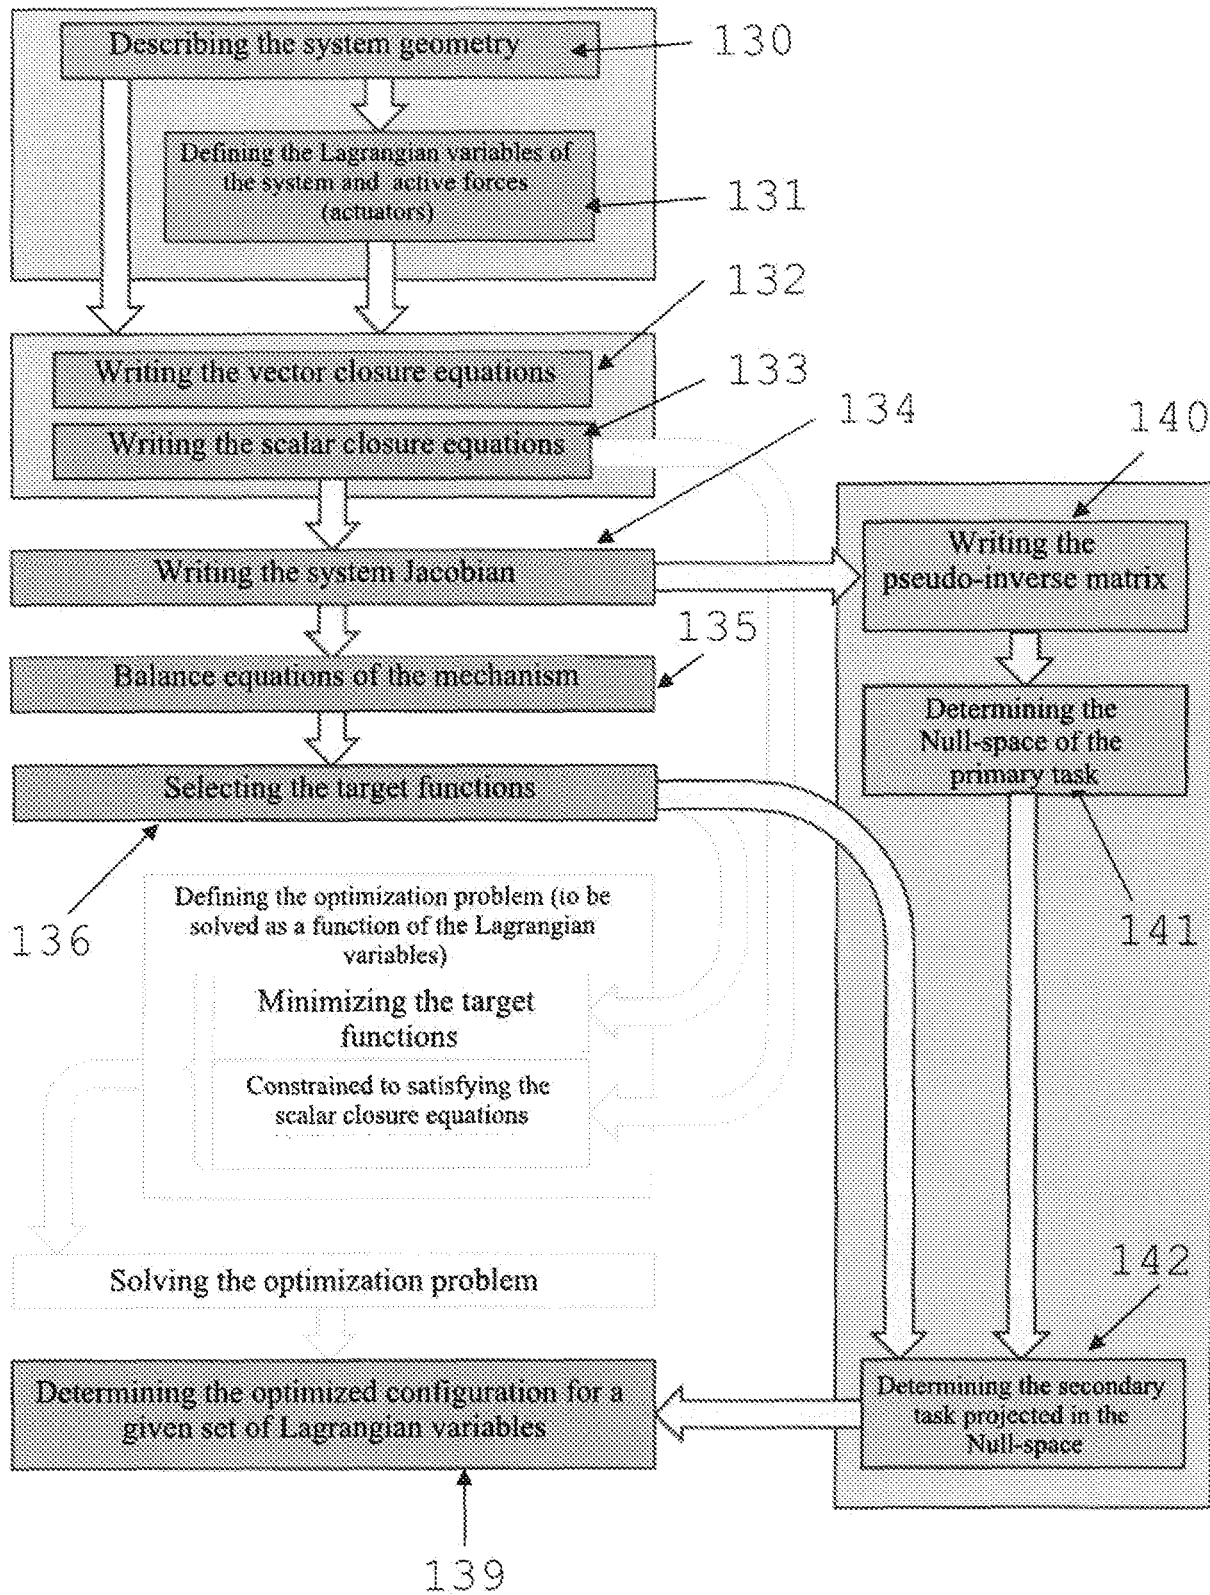 Describing the system geometry
130
Defining the Lagrangian variables of
the system and active forces
(actuators)
131
132
Writing the vector closure equations
133
Writing the scalar closure equations
134
140
Writing the
pseudo-inverse matrix
Writing the system Jacobian
135
Balance equations of the mechanism
Determining the
Null-space of the
primary task
Selecting the target functions
136
141
Defining the optimization problem (to be
solved as a function of the Lagrangian
variables)
Minimizing the target
functions
Constrained to satisfying the
scalar closure equations
142
Solving the optimization problem
Determining the optimized configuration for a
given set of Lagrangian variables
Determining the secondary
task projected in the
Null-space
139